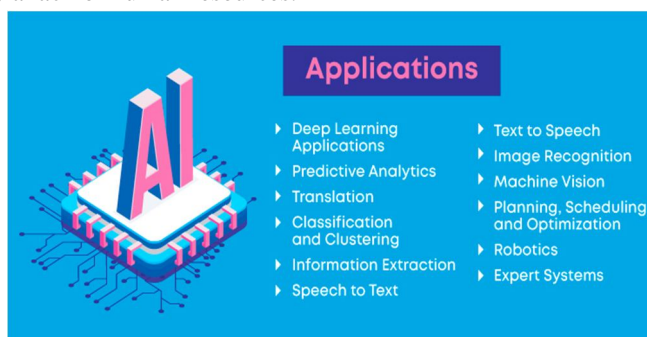 AI
Applications
Deep Learning
Applications
Predictive Analytics
Translation
Classification
and Clustering
Information Extraction
Speech to Text
Text to Speech
Image Recognition
Machine Vision
Planning, Scheduling
and Optimization
Robotics
Expert Systems